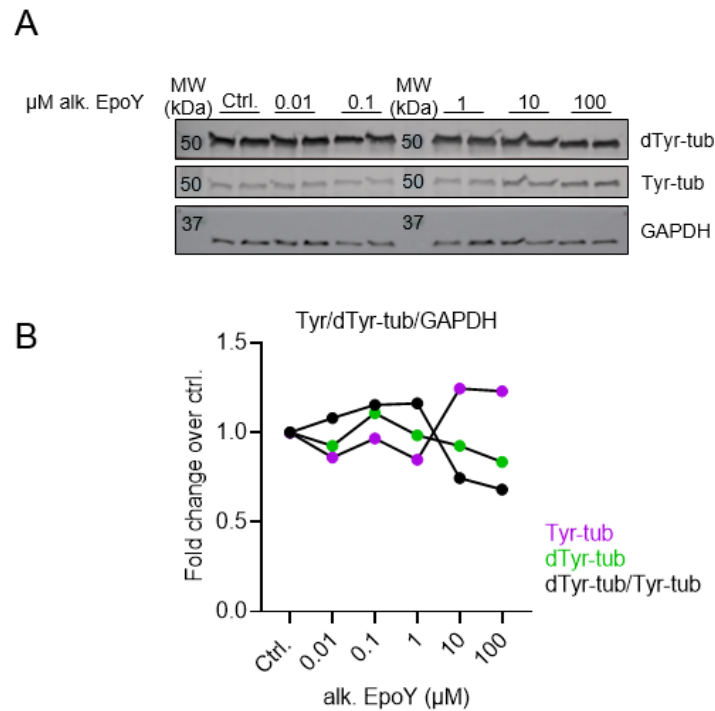 A
μM alk. EpoY
MW (kDa) Ctrl. 0.01 0.1 MW (kDa) 1 10 100
50 50 dTyr-tub
50 50 Tyr-tub
37 37 GAPDH
B
Tyr/dTyr-tub/GAPDH
Fold change over ctrl.
1.5
1.0
0.5
0.0
Ctrl. 0.01 0.1 1 10 100
alk. EpoY (μM)
Tyr-tub
dTyr-tub
dTyr-tub/Tyr-tub